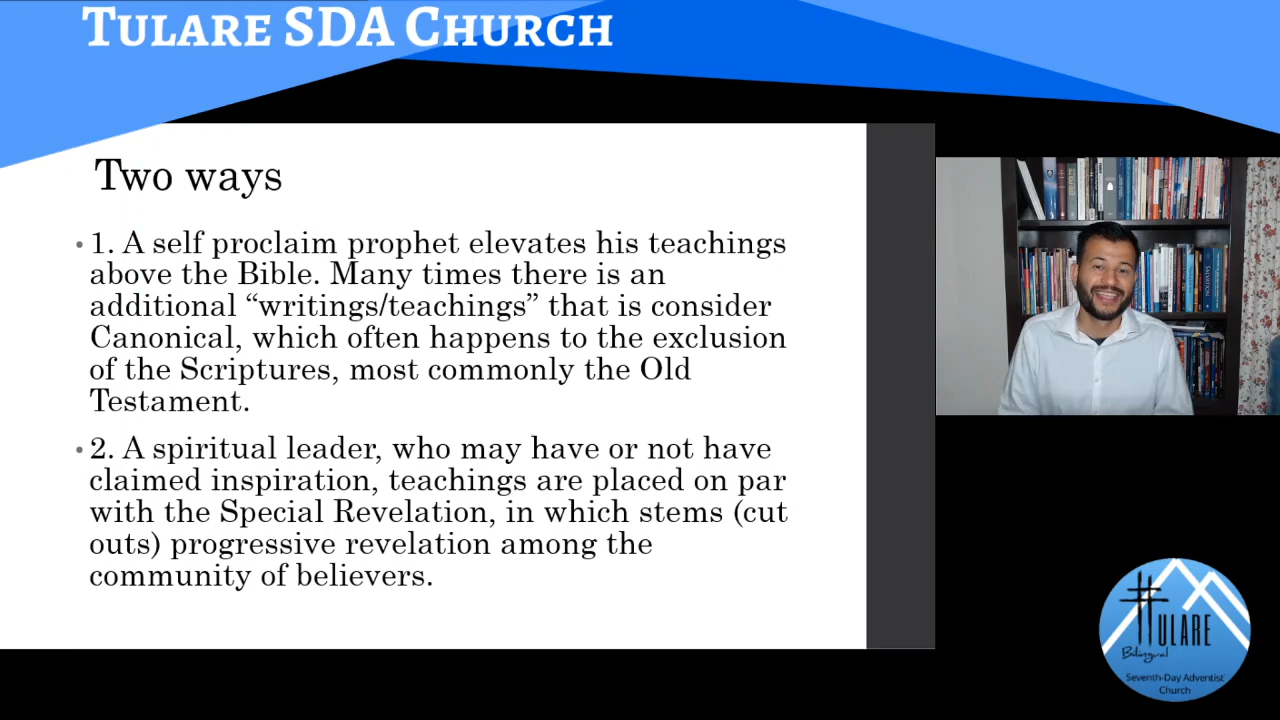 TULARE SDA CHURCH
Two ways
• 1. A self proclaim prophet elevates his teachings
above the Bible. Many times there is an
additional “writings/teachings” that is consider
Canonical, which often happens to the exclusion
of the Scriptures, most commonly the Old
Testament.
• 2. A spiritual leader, who may have or not have
claimed inspiration, teachings are placed on par
with the Special Revelation, in which stems (cut
outs) progressive revelation among the
community of believers.
SALVATION
TULARE
Bilingual
Seventh-Day Adventist
Church